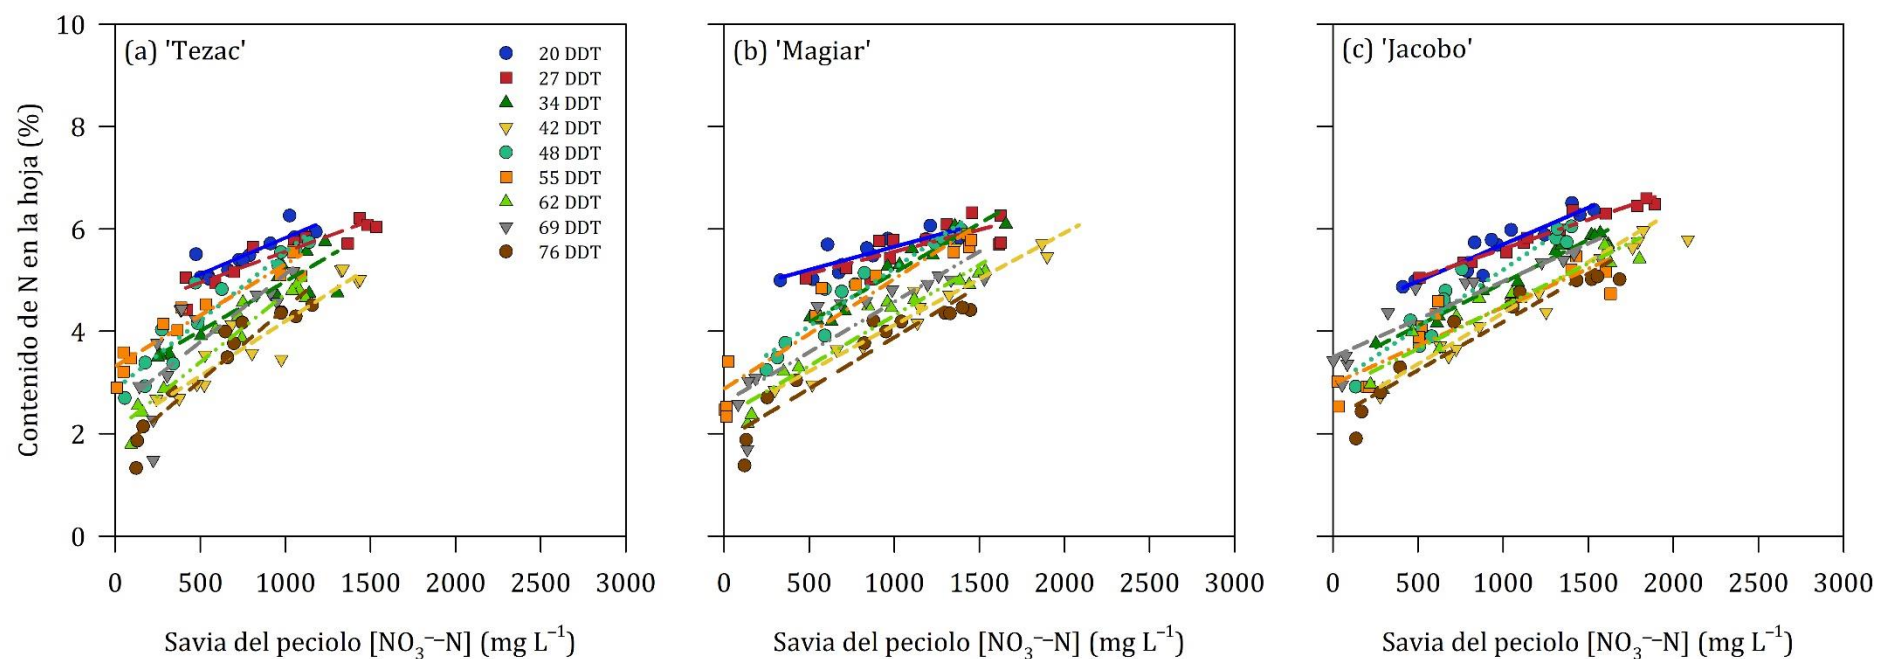 Contenido de N en la hoja (%)
10
8
6
4
2
0
(a) 'Tezac'
20 DDT
27 DDT
34 DDT
42 DDT
48 DDT
55 DDT
62 DDT
69 DDT
76 DDT
0 500 1000 1500 2000 2500 3000
Savia del peciolo [NO₃⁻–N] (mg L⁻¹)
(b) 'Magiar'
0 500 1000 1500 2000 2500 3000
Savia del peciolo [NO₃⁻–N] (mg L⁻¹)
(c) 'Jacobo'
0 500 1000 1500 2000 2500 3000
Savia del peciolo [NO₃⁻–N] (mg L⁻¹)